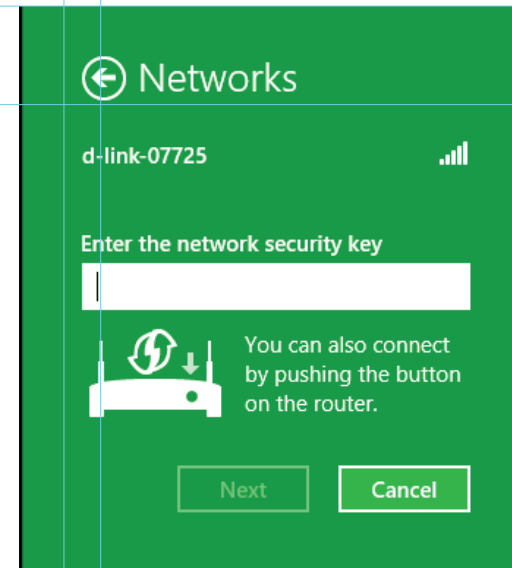 Networks
d-link-07725
Enter the network security key
You can also connect
by pushing the button
on the router.
Next
Cancel